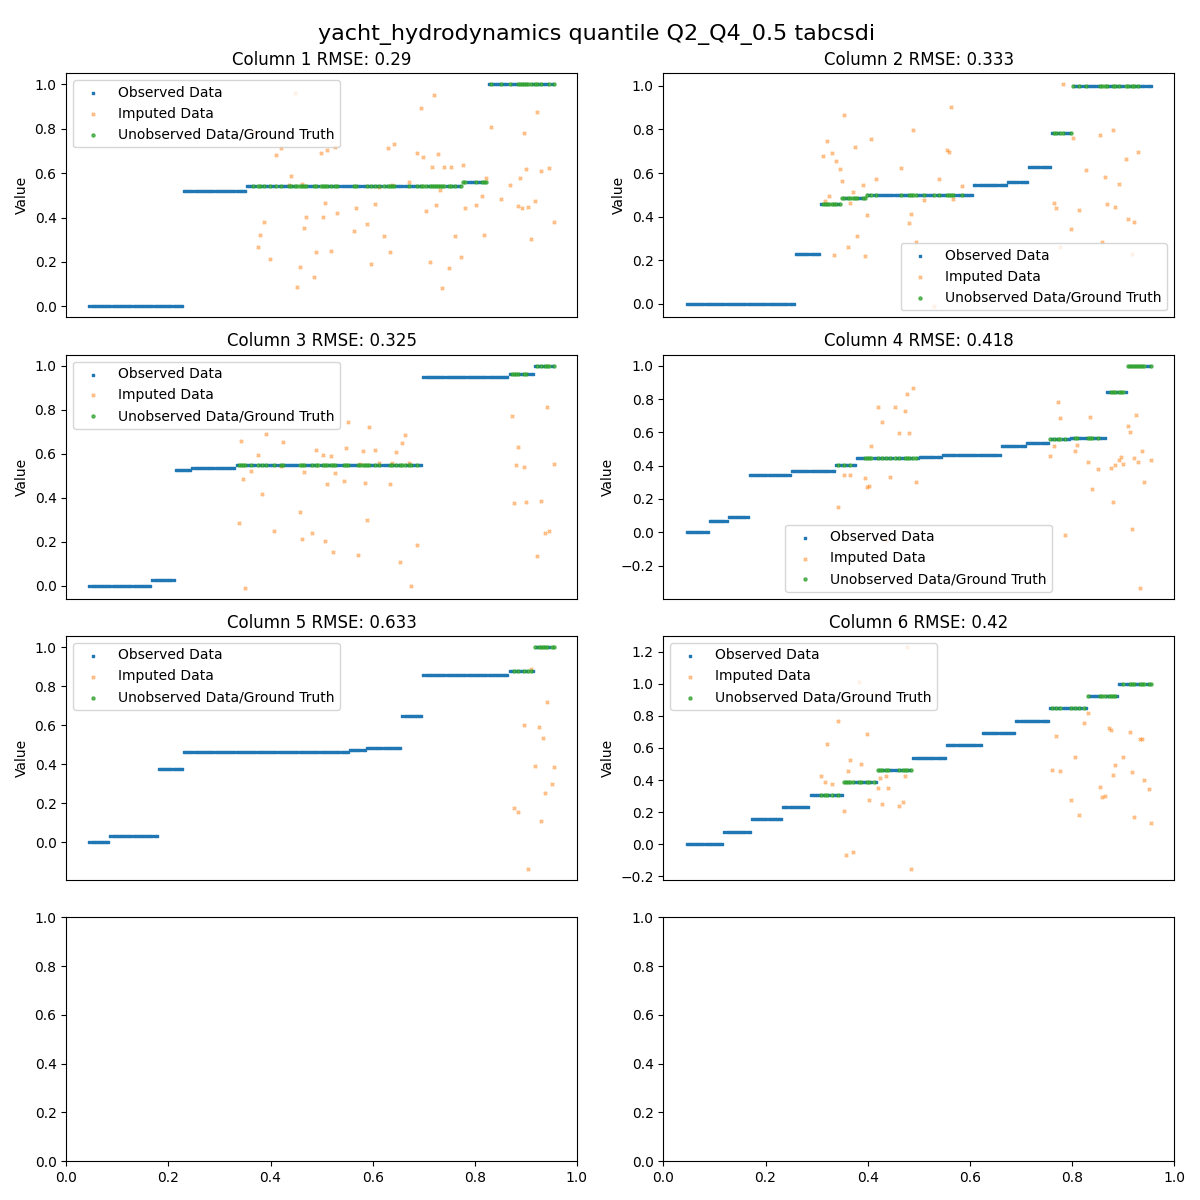 yacht_hydrodynamics quantile Q2_Q4_0.5 tabcsdi
Column 1 RMSE: 0.29
Value
1.0
0.8
0.6
0.4
0.2
0.0
Observed Data
Imputed Data
Unobserved Data/Ground Truth
Column 2 RMSE: 0.333
Value
1.0
0.8
0.6
0.4
0.2
0.0
Observed Data
Imputed Data
Unobserved Data/Ground Truth
Column 3 RMSE: 0.325
Value
1.0
0.8
0.6
0.4
0.2
0.0
Observed Data
Imputed Data
Unobserved Data/Ground Truth
Column 4 RMSE: 0.418
Value
1.0
0.8
0.6
0.4
0.2
0.0
−0.2
Observed Data
Imputed Data
Unobserved Data/Ground Truth
Column 5 RMSE: 0.633
Value
1.0
0.8
0.6
0.4
0.2
0.0
Observed Data
Imputed Data
Unobserved Data/Ground Truth
Column 6 RMSE: 0.42
Value
1.2
1.0
0.8
0.6
0.4
0.2
0.0
−0.2
Observed Data
Imputed Data
Unobserved Data/Ground Truth
1.0
0.8
0.6
0.4
0.2
0.0
0.0 0.2 0.4 0.6 0.8 1.0
1.0
0.8
0.6
0.4
0.2
0.0
0.0 0.2 0.4 0.6 0.8 1.0